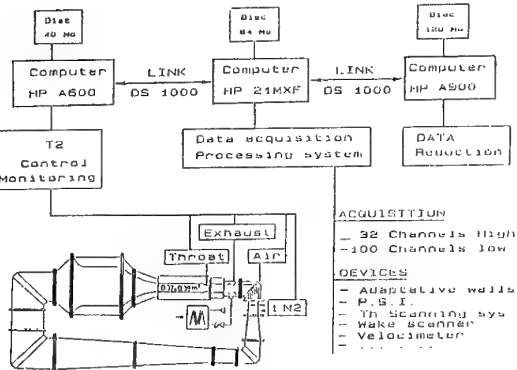 Disc
40 Mo
Disc
64 Mo
Disc
120 Mo
Computer
HP A600
LINK
DS 1000
Computer
HP 21MXF
LINK
DS 1000
Computer
HP A900
T2
Control
Monitoring
Data acquisition
Processing system
DATA
Reduction
Exhaust
Throat
Air
l N2
ACQUISITION
_ 32 Channels High
-100 Channels low
DEVICES
- Adaptative walls
- P.S.I.
- Th Scanning sys
- Wake scanner
- Velocimeter
- ... . ...